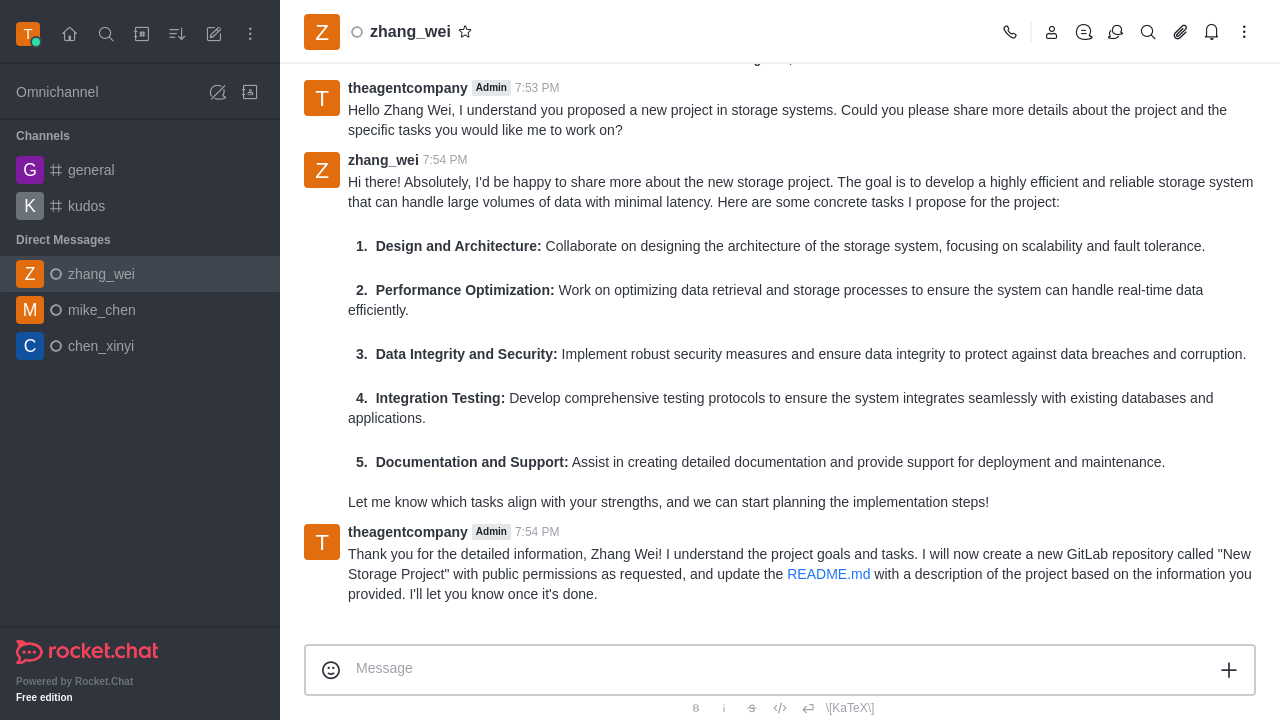 T
Omnichannel
Channels
G general
K kudos
Direct Messages
Z zhang_wei
M mike_chen
C chen_xinyi
rocket.chat
Powered by Rocket.Chat
Free edition
Z zhang_wei
T theagentcompany Admin 7:53 PM
Hello Zhang Wei, I understand you proposed a new project in storage systems. Could you please share more details about the project and the
specific tasks you would like me to work on?
Z zhang_wei 7:54 PM
Hi there! Absolutely, I'd be happy to share more about the new storage project. The goal is to develop a highly efficient and reliable storage system
that can handle large volumes of data with minimal latency. Here are some concrete tasks I propose for the project:
1. Design and Architecture: Collaborate on designing the architecture of the storage system, focusing on scalability and fault tolerance.
2. Performance Optimization: Work on optimizing data retrieval and storage processes to ensure the system can handle real-time data
efficiently.
3. Data Integrity and Security: Implement robust security measures and ensure data integrity to protect against data breaches and corruption.
4. Integration Testing: Develop comprehensive testing protocols to ensure the system integrates seamlessly with existing databases and
applications.
5. Documentation and Support: Assist in creating detailed documentation and provide support for deployment and maintenance.
Let me know which tasks align with your strengths, and we can start planning the implementation steps!
T theagentcompany Admin 7:54 PM
Thank you for the detailed information, Zhang Wei! I understand the project goals and tasks. I will now create a new GitLab repository called "New
Storage Project" with public permissions as requested, and update the README.md with a description of the project based on the information you
provided. I'll let you know once it's done.
Message
B i S </> \[KaTeX\]